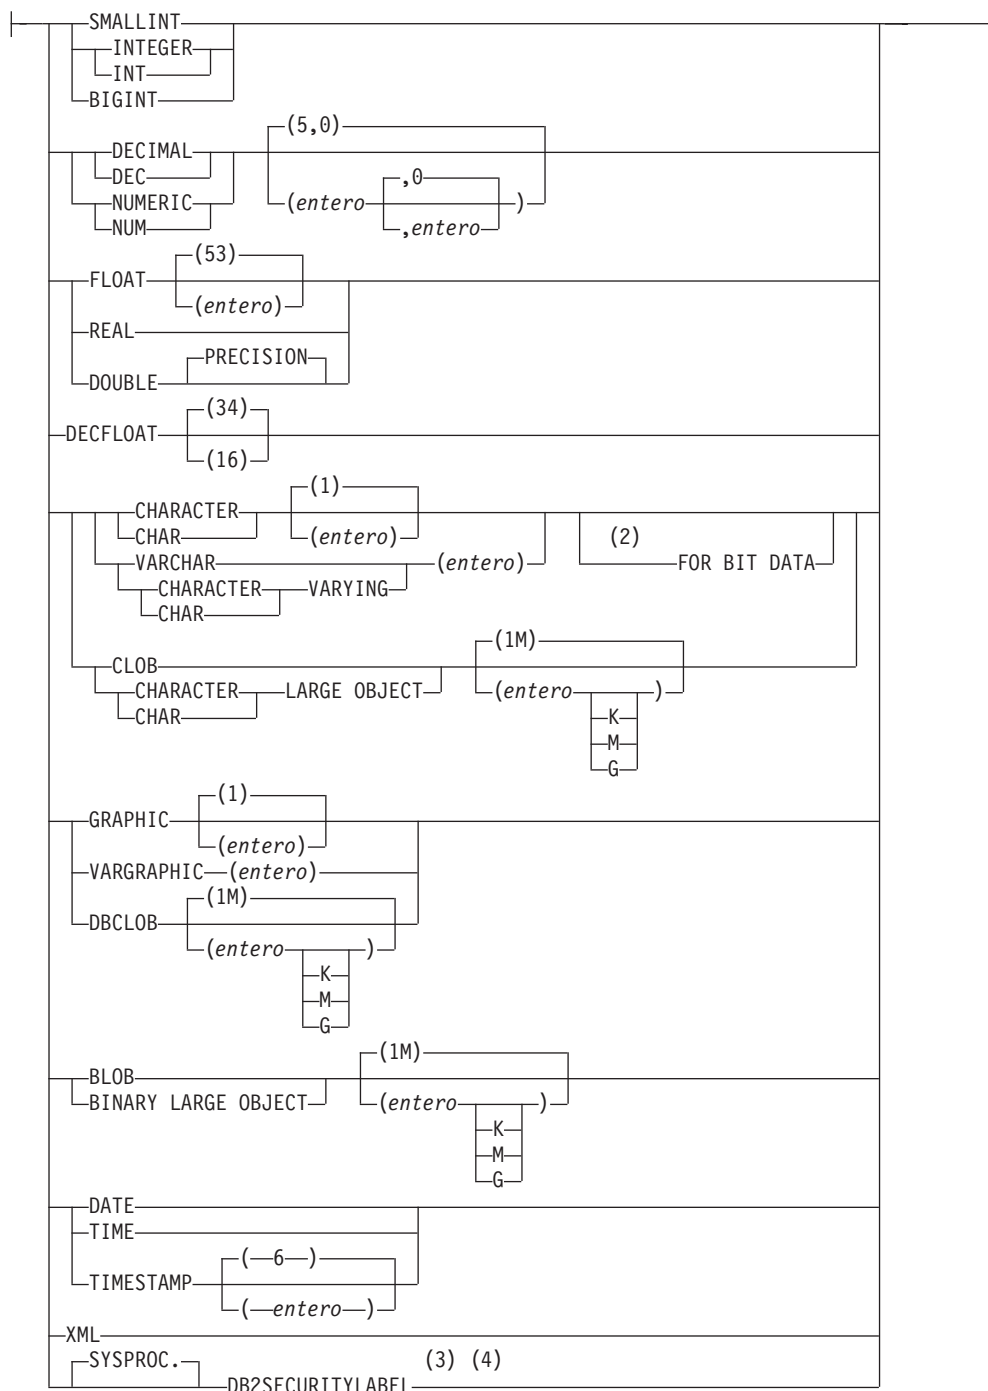 SMALLINT
INTEGER
INT
BIGINT
(5,0)
DECIMAL
DEC
,0
NUMERIC
(entero )
NUM
,entero
(53)
FLOAT
(entero)
REAL
PRECISION
DOUBLE
(34)
DECFLOAT
(16)
(1)
CHARACTER
CHAR (entero) (2)
VARCHAR (entero) FOR BIT DATA
CHARACTER VARYING
CHAR
(1M)
CLOB
CHARACTER LARGE OBJECT (entero )
CHAR K
M
G
(1)
GRAPHIC
(entero)
VARGRAPHIC (entero)
(1M)
DBCLOB
(entero )
K
M
G
(1M)
BLOB
BINARY LARGE OBJECT (entero )
K
M
G
DATE
TIME
( 6 )
TIMESTAMP
( entero )
XML
SYSPROC. (3) (4)
DB2SECURITYLABEL